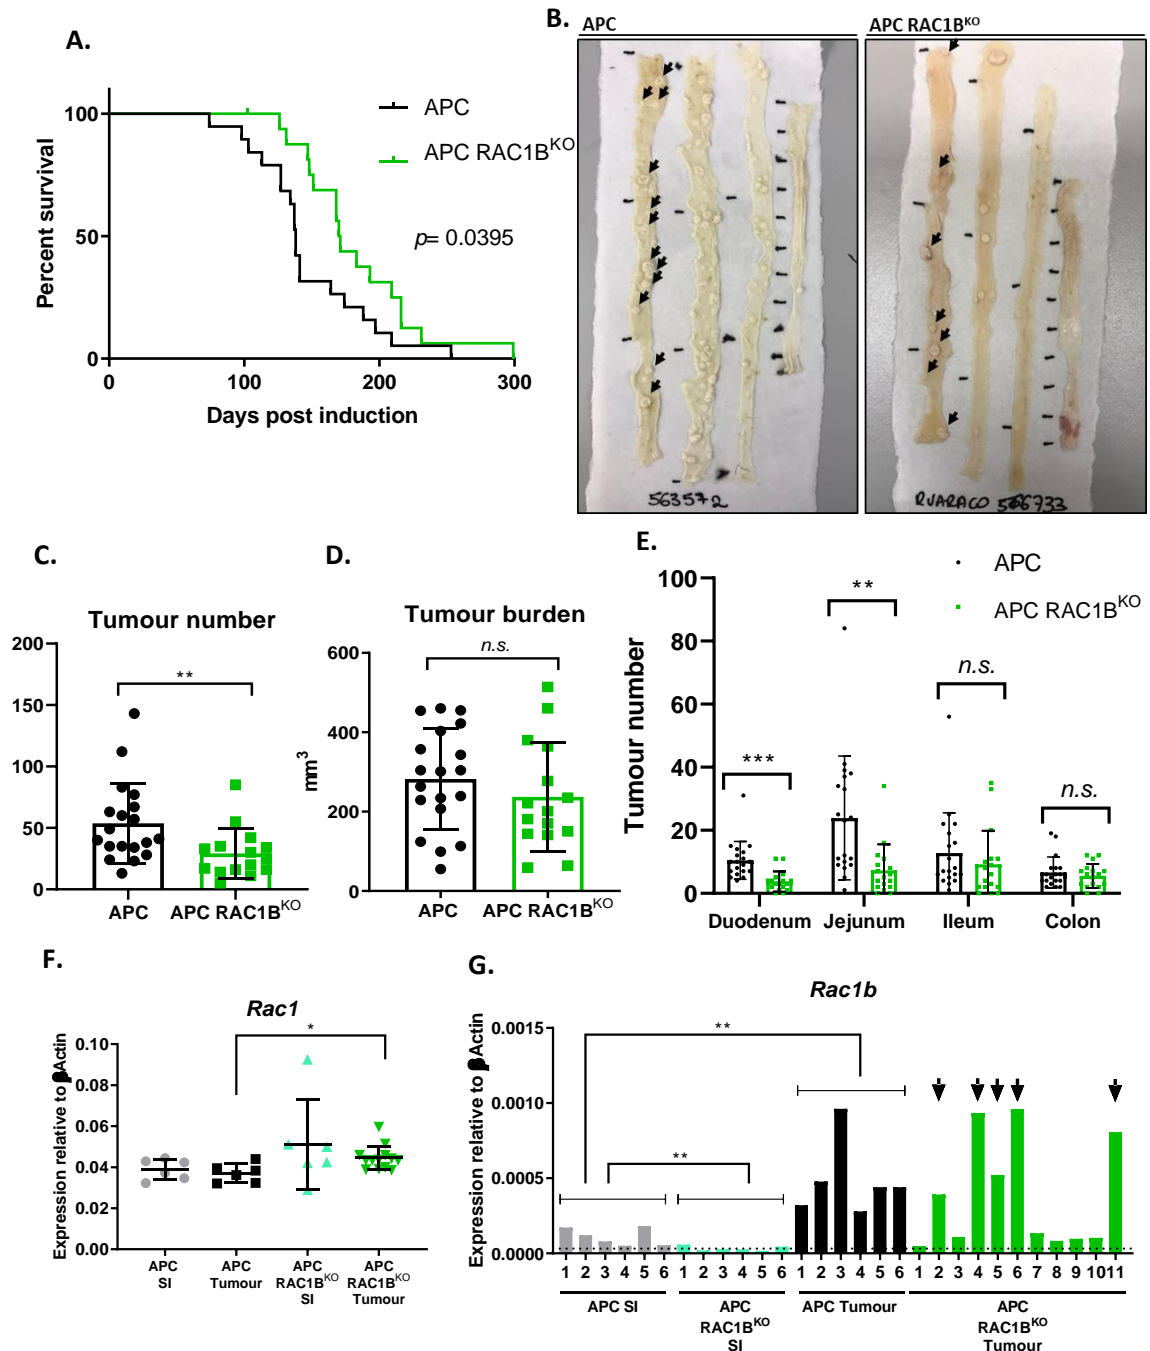 A.
100
50
0
Percent survival
0 100 200 300
Days post induction
APC
APC RAC1B^KO
p= 0.0395
B.
APC
APC RAC1B^KO
563572
C.
Tumour number
200
150
100
50
0
**
APC APC RAC1B^KO
D.
Tumour burden
600
400
200
0
mm^3
n.s.
APC APC RAC1B^KO
E.
APC
APC RAC1B^KO
100
80
60
40
20
0
Tumour number
***
**
n.s.
n.s.
Duodenum Jejunum Ileum Colon
F.
Rac1
*
Expression relative to βActin
0.10
0.08
0.06
0.04
0.02
0.00
APC SI
APC Tumour
APC RAC1B^KO SI
APC RAC1B^KO Tumour
G.
Rac1b
**
**
Expression relative to βActin
0.0015
0.0010
0.0005
0.0000
1 2 3 4 5 6 1 2 3 4 5 6 1 2 3 4 5 6 1 2 3 4 5 6 7 8 9 10 11
APC SI
APC RAC1B^KO SI
APC Tumour
APC RAC1B^KO Tumour